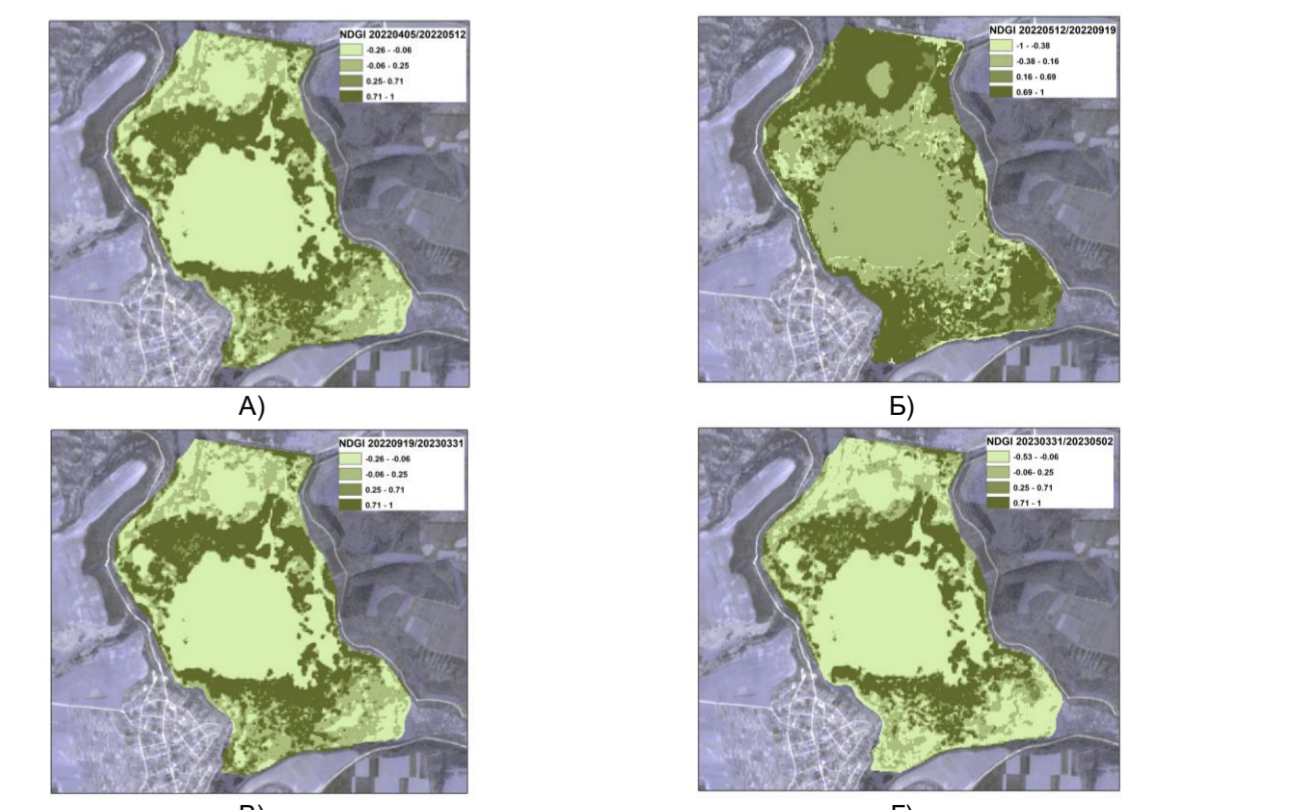 NDGI 20220405/20220512
-0.26 - -0.06
-0.06 - 0.25
0.25- 0.71
0.71 - 1
А)
NDGI 20220512/20220919
-1 - -0.38
-0.38 - 0.16
0.16 - 0.69
0.69 - 1
Б)
NDGI 20220919/20230331
-0.26 - -0.06
-0.06 - 0.25
0.25 - 0.71
0.71 - 1
В)
NDGI 20230331/20230502
-0.53 - -0.06
-0.06- 0.25
0.25 - 0.71
0.71 - 1
Г)